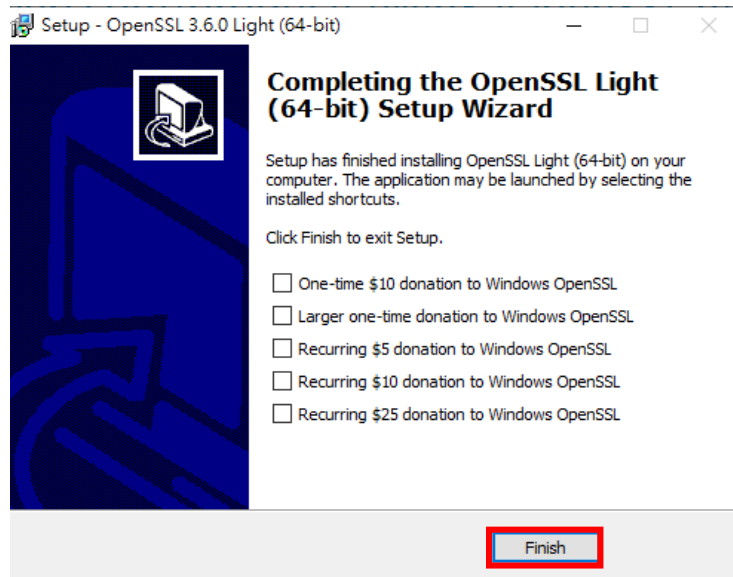 Setup - OpenSSL 3.6.0 Light (64-bit)
Completing the OpenSSL Light
(64-bit) Setup Wizard
Setup has finished installing OpenSSL Light (64-bit) on your
computer. The application may be launched by selecting the
installed shortcuts.
Click Finish to exit Setup.
One-time $10 donation to Windows OpenSSL
Larger one-time donation to Windows OpenSSL
Recurring $5 donation to Windows OpenSSL
Recurring $10 donation to Windows OpenSSL
Recurring $25 donation to Windows OpenSSL
Finish